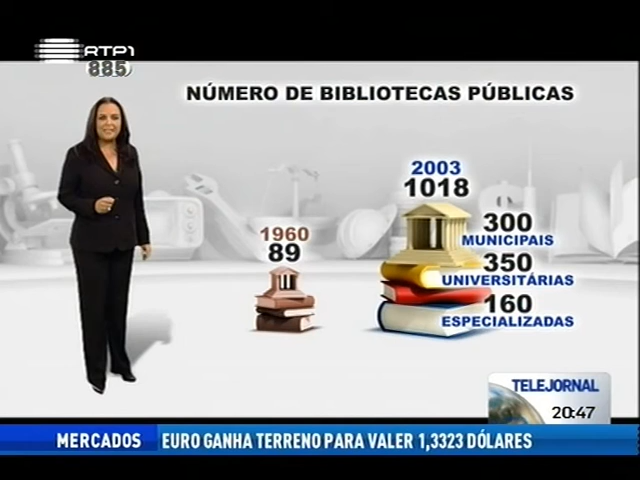 RTP1
885
NÚMERO DE BIBLIOTECAS PÚBLICAS
1960
89
2003
1018
300
MUNICIPAIS
350
UNIVERSITÁRIAS
160
ESPECIALIZADAS
TELEJORNAL
20:47
MERCADOS EURO GANHA TERRENO PARA VALER 1,3323 DÓLARES